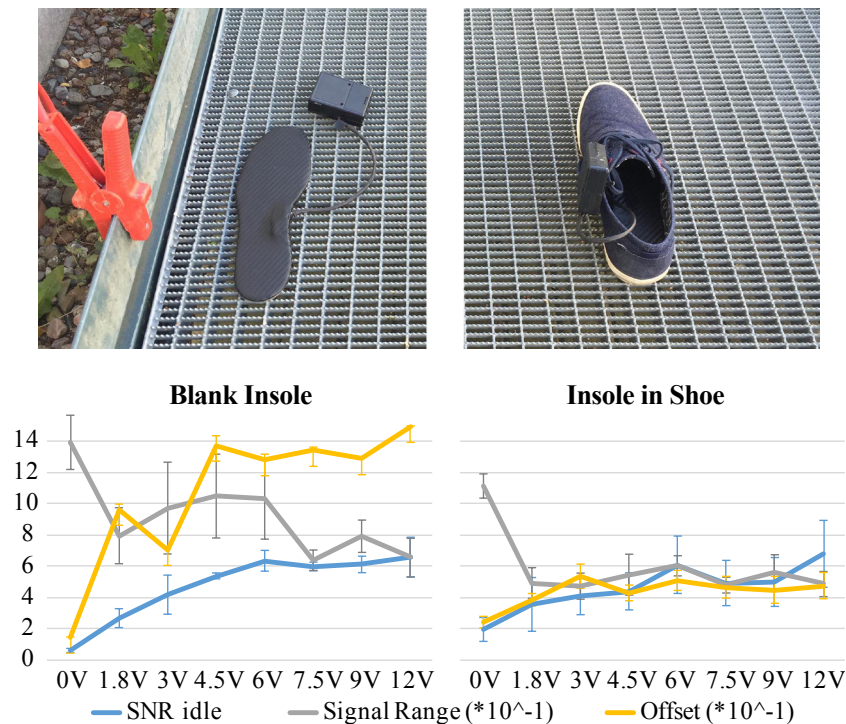 Blank Insole
Insole in Shoe
14
12
10
8
6
4
2
0
0V 1.8V 3V 4.5V 6V 7.5V 9V 12V
0V 1.8V 3V 4.5V 6V 7.5V 9V 12V
SNR idle Signal Range (*10^-1) Offset (*10^-1)